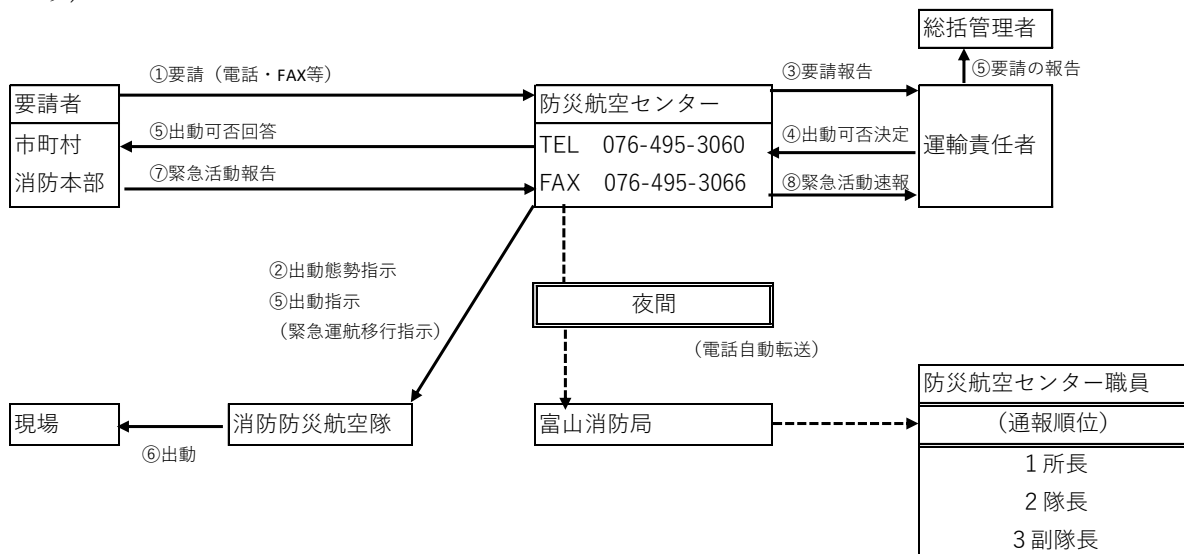 総括管理者
①要請（電話・FAX等）
③要請報告
⑤要請の報告
要請者
防災航空センター
市町村
消防本部
⑤出動可否回答
TEL 076-495-3060
④出動可否決定
運輸責任者
⑦緊急活動報告
FAX 076-495-3066
⑧緊急活動速報
②出動態勢指示
⑤出動指示
（緊急運航移行指示）
夜間
（電話自動転送）
現場
消防防災航空隊
富山消防局
防災航空センター職員
（通報順位）
⑥出動
１所長
２隊長
３副隊長